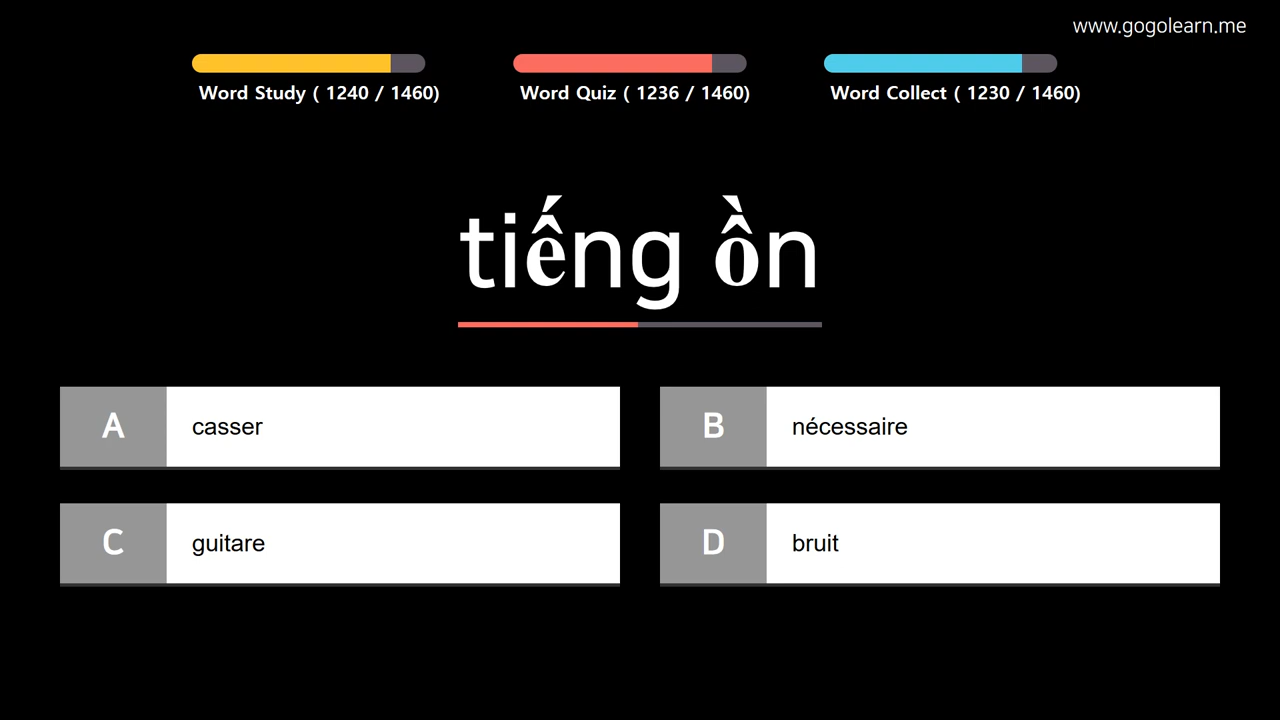 www.gogolearn.me
Word Study ( 1240 / 1460)
Word Quiz ( 1236 / 1460)
Word Collect ( 1230 / 1460)
tiếng ồn
A casser
B nécessaire
C guitare
D bruit